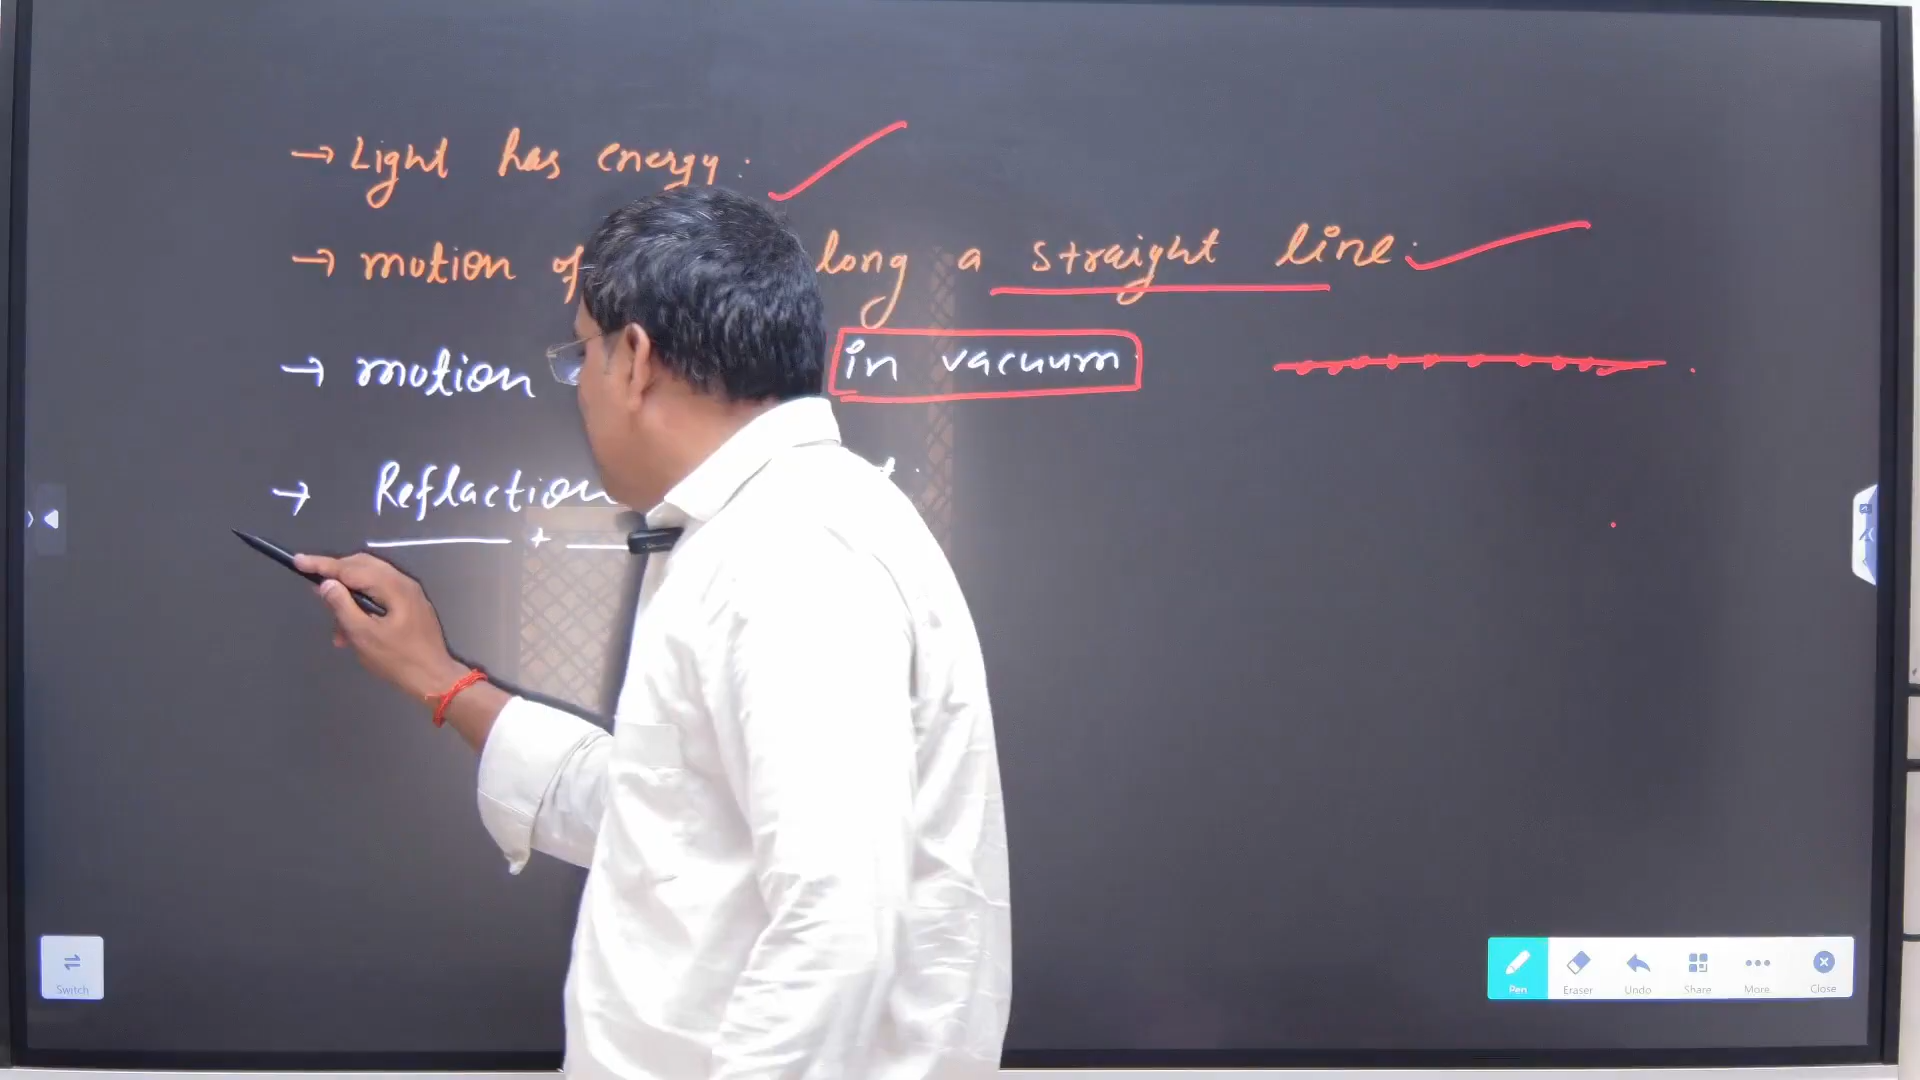 → Light has energy.
→ motion of long a straight line.
→ motion in vacuum
→ Reflaction
+
Switch
Pen Eraser Undo Share More Close